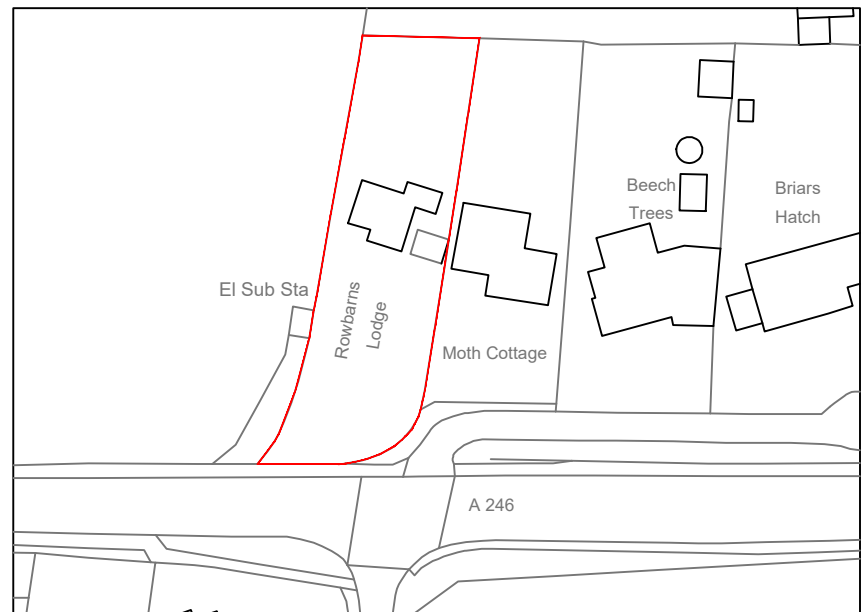 Beech
Trees
Briars
Hatch
El Sub Sta
Rowbarns
Lodge
Moth Cottage
A 246